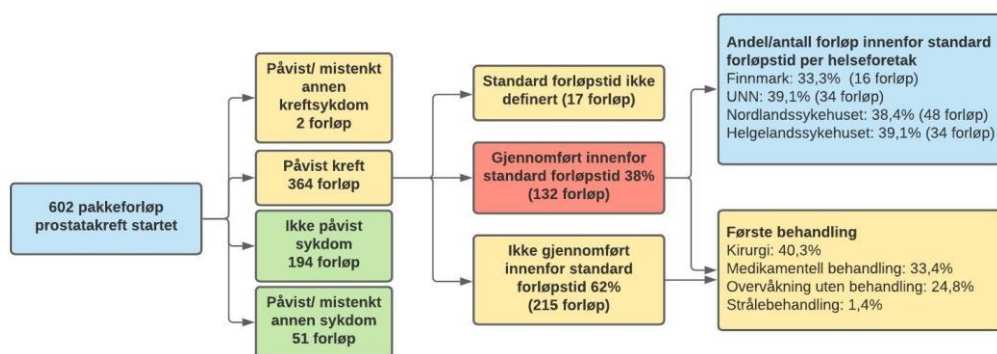 602 pakkeforløp
prostatakreft startet
Påvist/ mistenkt
annen
kreftsykdom
2 forløp
Påvist kreft
364 forløp
Ikke påvist
sykdom
194 forløp
Påvist/ mistenkt
annen sykdom
51 forløp
Standard forløpstid ikke
definert (17 forløp)
Gjennomført innenfor
standard forløpstid 38%
(132 forløp)
Ikke gjennomført
innenfor standard
forløpstid 62%
(215 forløp)
Andel/antall forløp innenfor standard
forløpstid per helseforetak
Finnmark: 33,3%  (16 forløp)
UNN: 39,1% (34 forløp)
Nordlandssykehuset: 38,4% (48 forløp)
Helgelandssykehuset: 39,1% (34 forløp)
Første behandling
Kirurgi: 40,3%
Medikamentell behandling: 33,4%
Overvåkning uten behandling: 24,8%
Strålebehandling: 1,4%